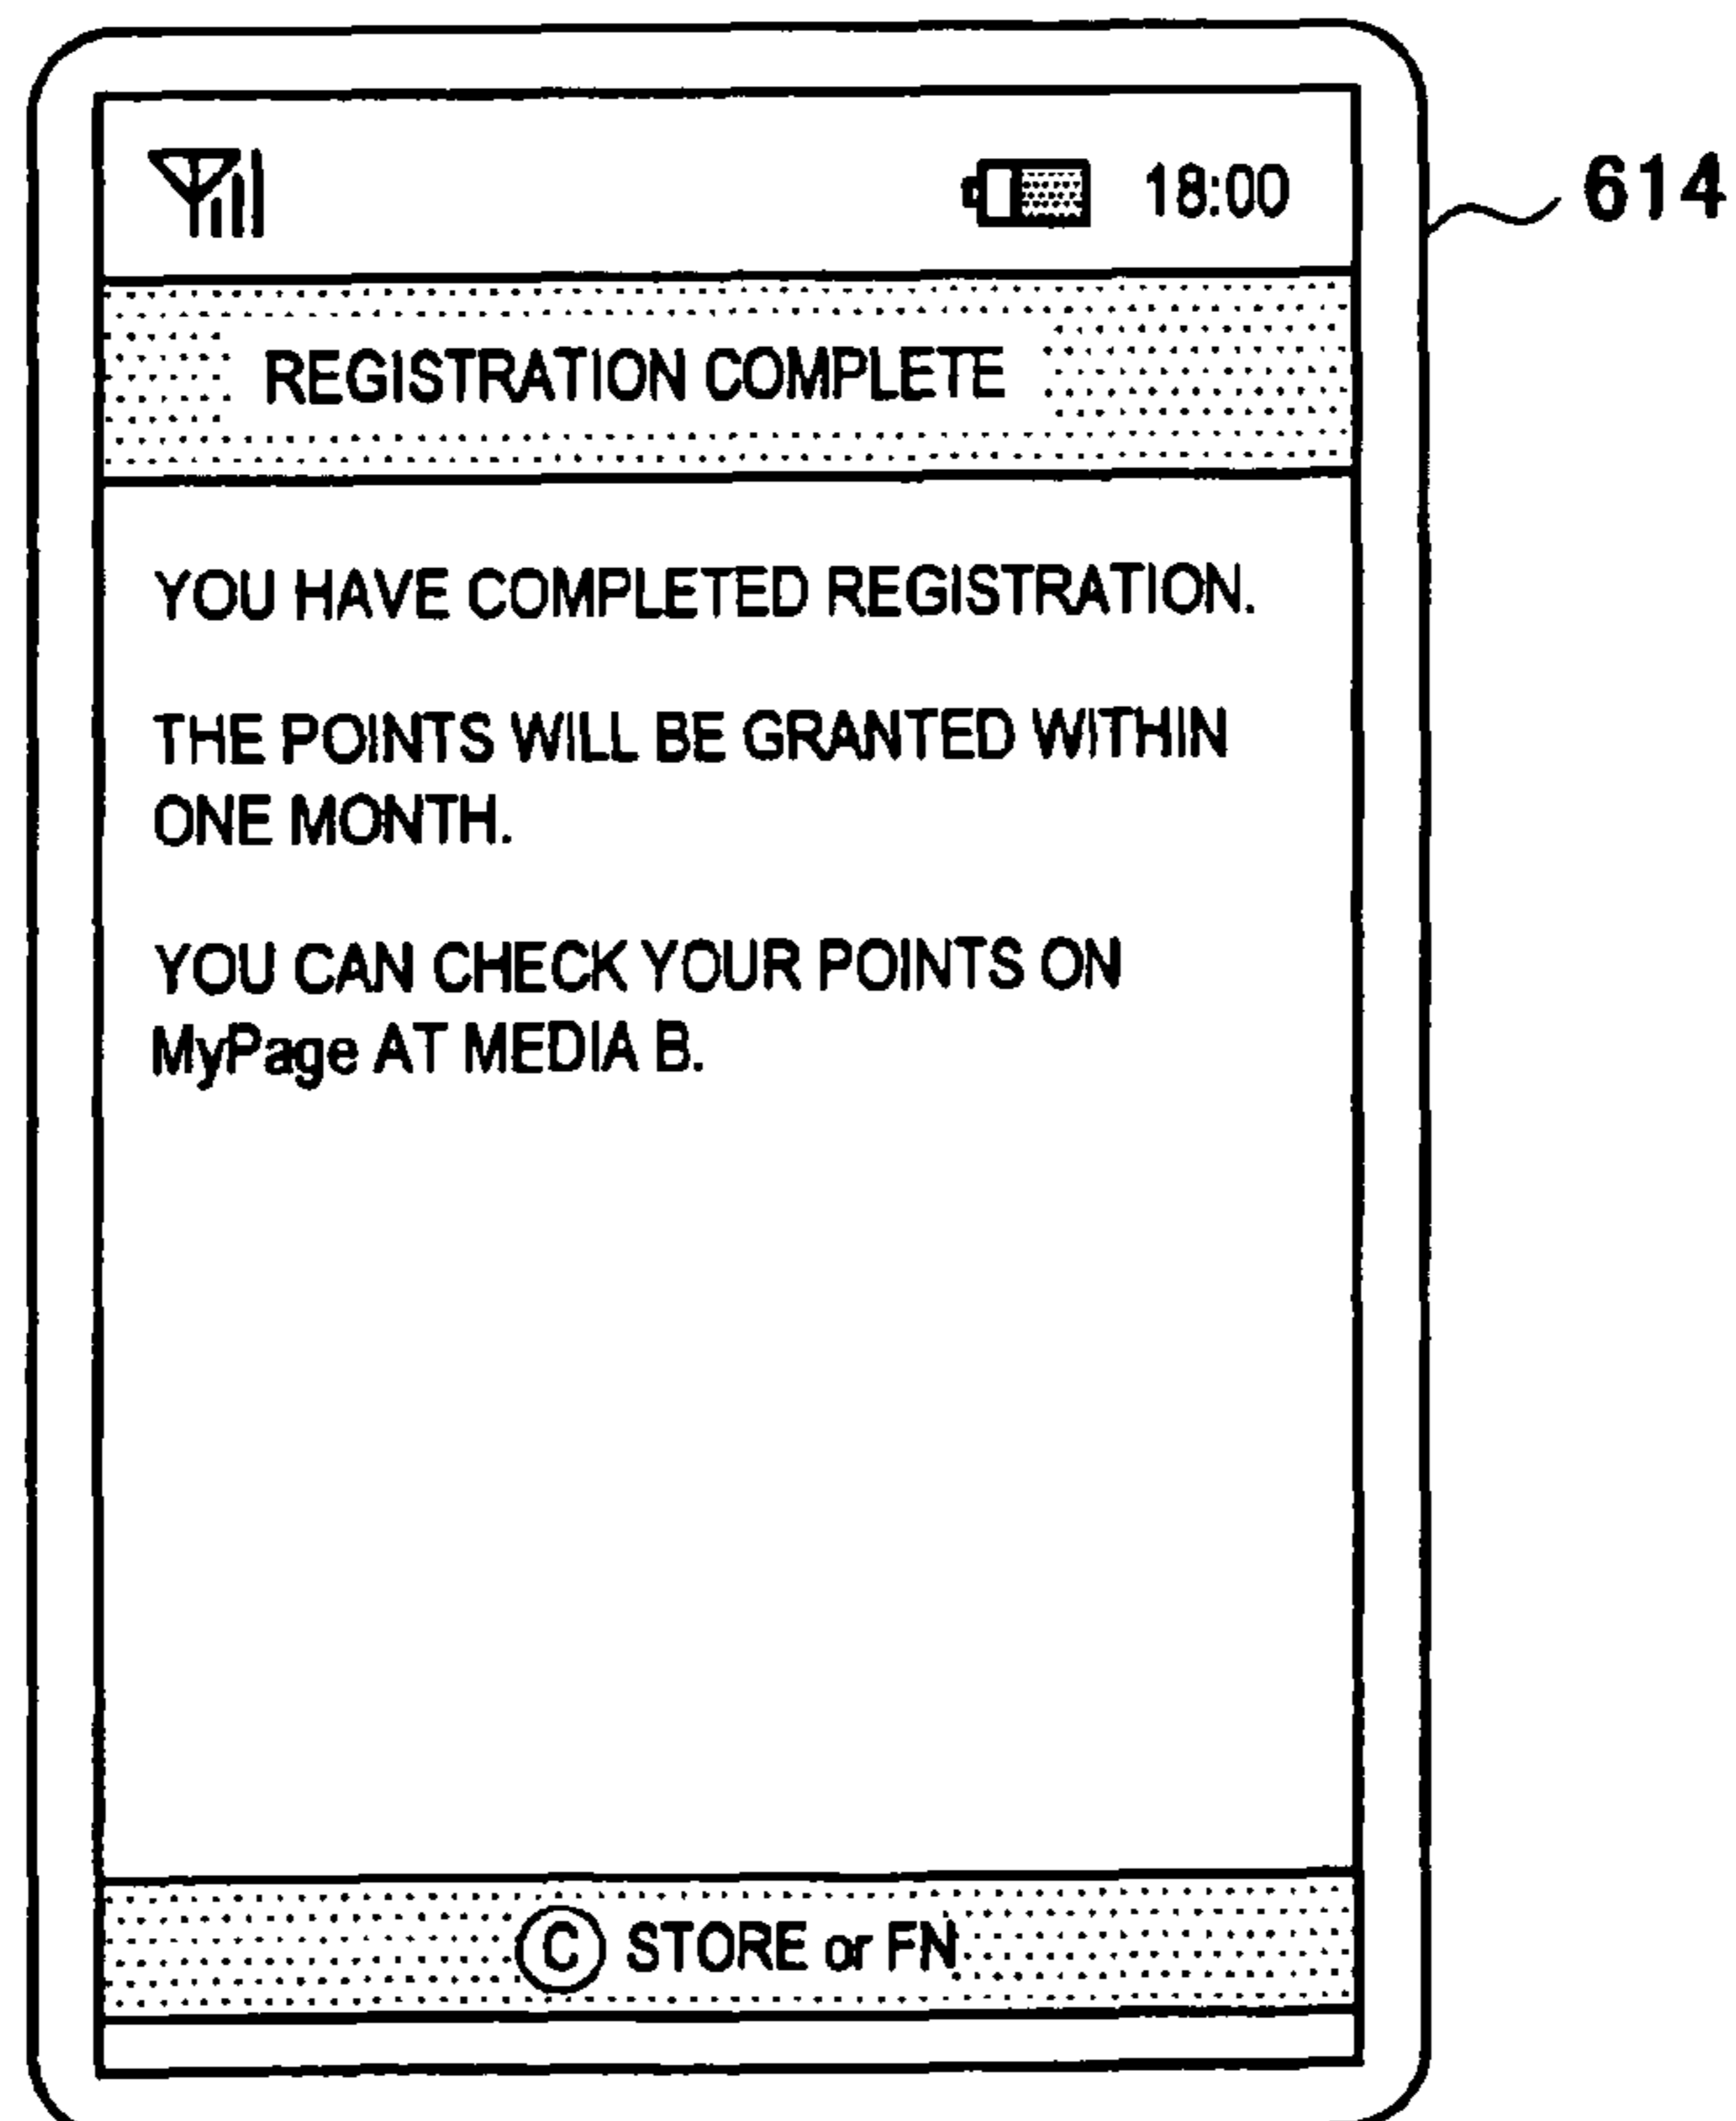 18:00
614
REGISTRATION COMPLETE
YOU HAVE COMPLETED REGISTRATION.
THE POINTS WILL BE GRANTED WITHIN
ONE MONTH.
YOU CAN CHECK YOUR POINTS ON
MyPage AT MEDIA B.
© STORE or FN